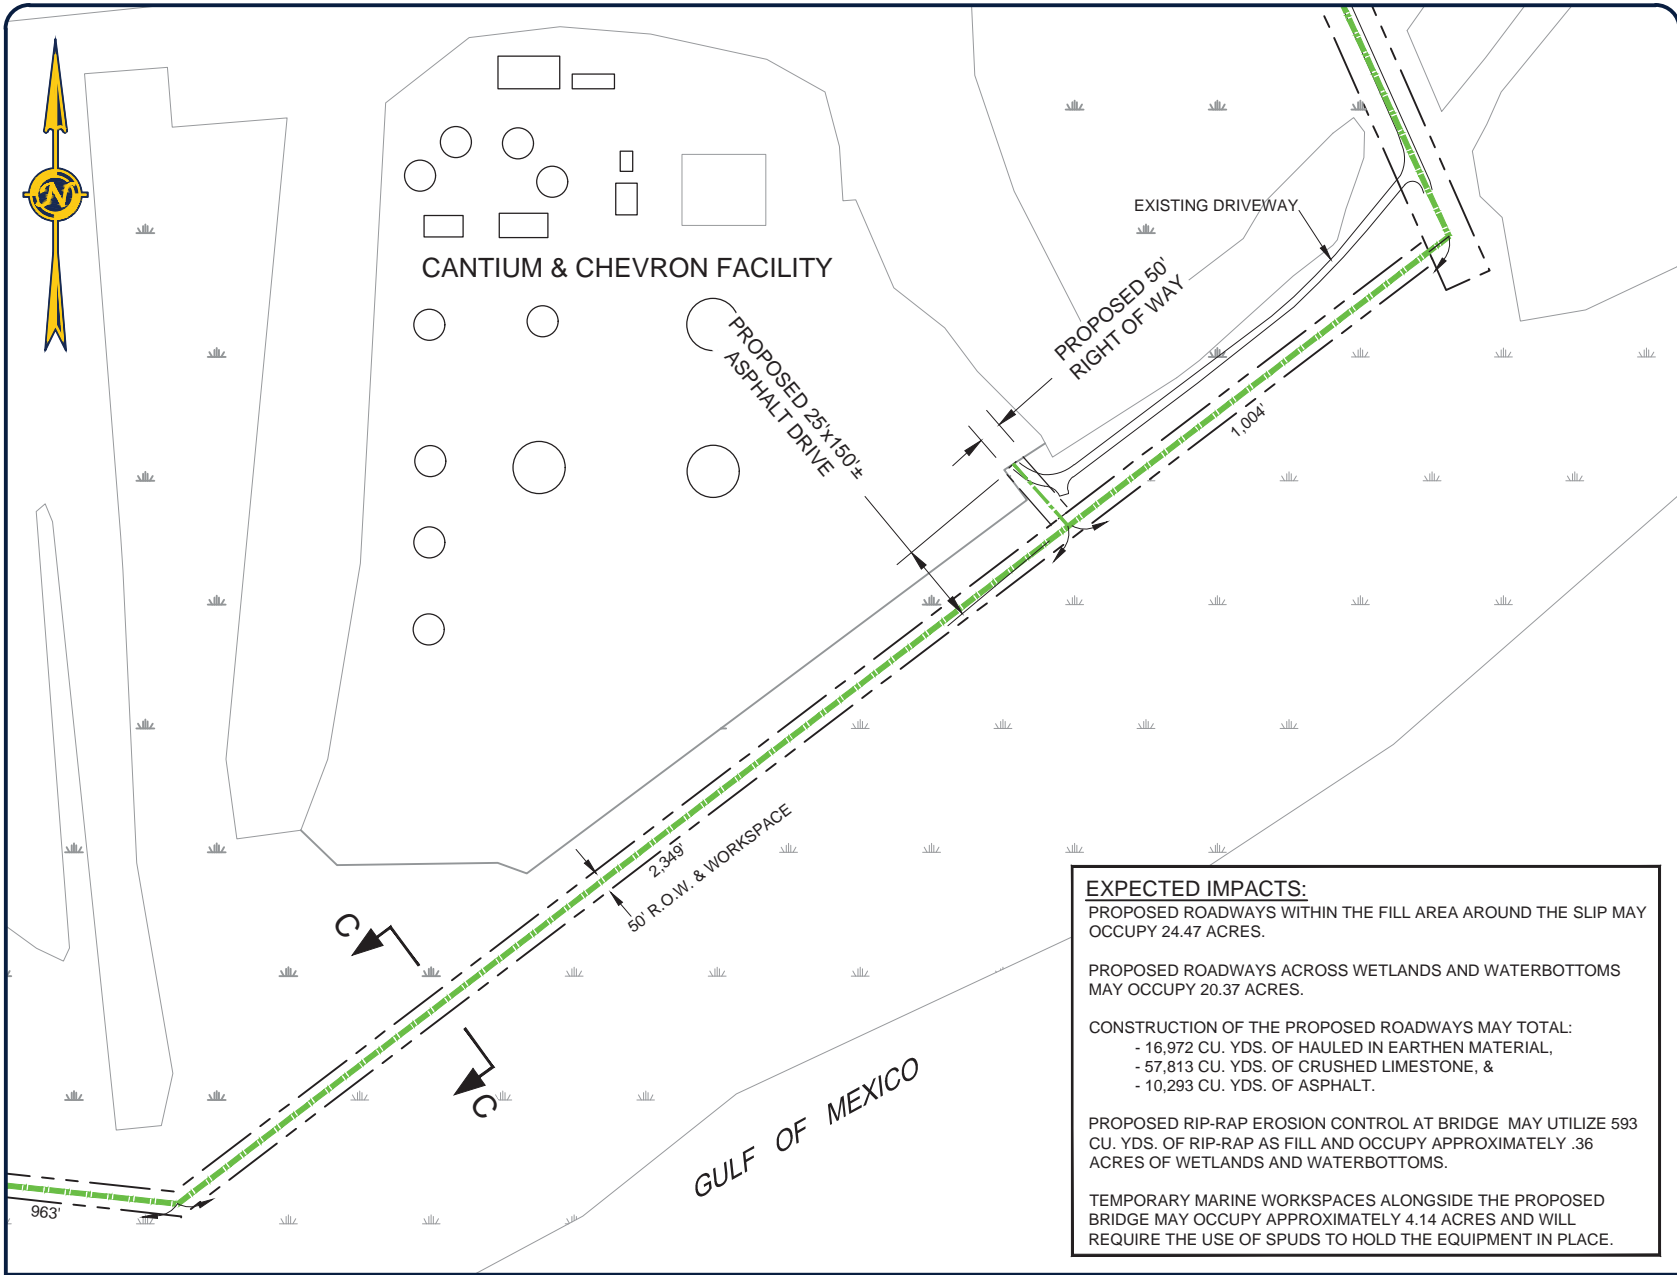 N
CANTIUM & CHEVRON FACILITY
EXISTING DRIVEWAY
PROPOSED 50'
RIGHT OF WAY
PROPOSED 25'x150'±
ASPHALT DRIVE
1,004'
2,349'
50' R.O.W. & WORKSPACE
C
C
963'
GULF OF MEXICO
EXPECTED IMPACTS:
PROPOSED ROADWAYS WITHIN THE FILL AREA AROUND THE SLIP MAY
OCCUPY 24.47 ACRES.
PROPOSED ROADWAYS ACROSS WETLANDS AND WATERBOTTOMS
MAY OCCUPY 20.37 ACRES.
CONSTRUCTION OF THE PROPOSED ROADWAYS MAY TOTAL:
- 16,972 CU. YDS. OF HAULED IN EARTHEN MATERIAL,
- 57,813 CU. YDS. OF CRUSHED LIMESTONE, &
- 10,293 CU. YDS. OF ASPHALT.
PROPOSED RIP-RAP EROSION CONTROL AT BRIDGE MAY UTILIZE 593
CU. YDS. OF RIP-RAP AS FILL AND OCCUPY APPROXIMATELY .36
ACRES OF WETLANDS AND WATERBOTTOMS.
TEMPORARY MARINE WORKSPACES ALONGSIDE THE PROPOSED
BRIDGE MAY OCCUPY APPROXIMATELY 4.14 ACRES AND WILL
REQUIRE THE USE OF SPUDS TO HOLD THE EQUIPMENT IN PLACE.